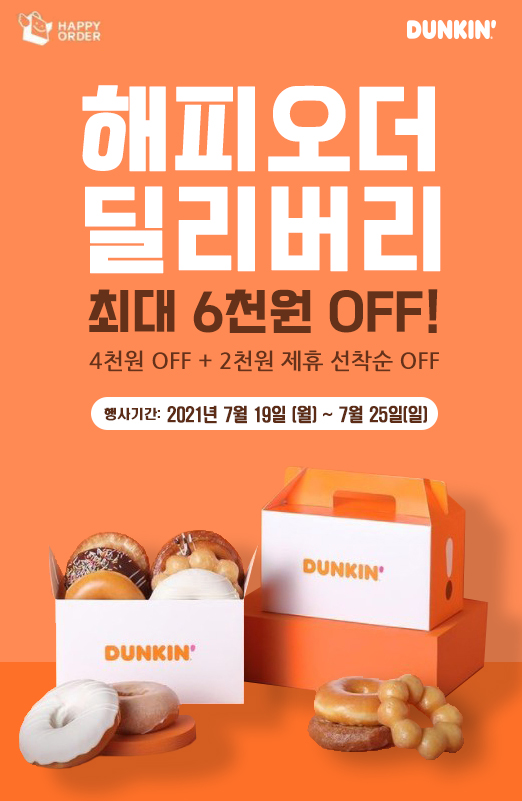 HAPPY
ORDER
DUNKIN'
해피오더
딜리버리
최대 6천원 OFF!
4천원 OFF + 2천원 제휴 선착순 OFF
행사기간: 2021년 7월 19일 (월) ~ 7월 25일(일)
DUNKIN'
DUNKIN'